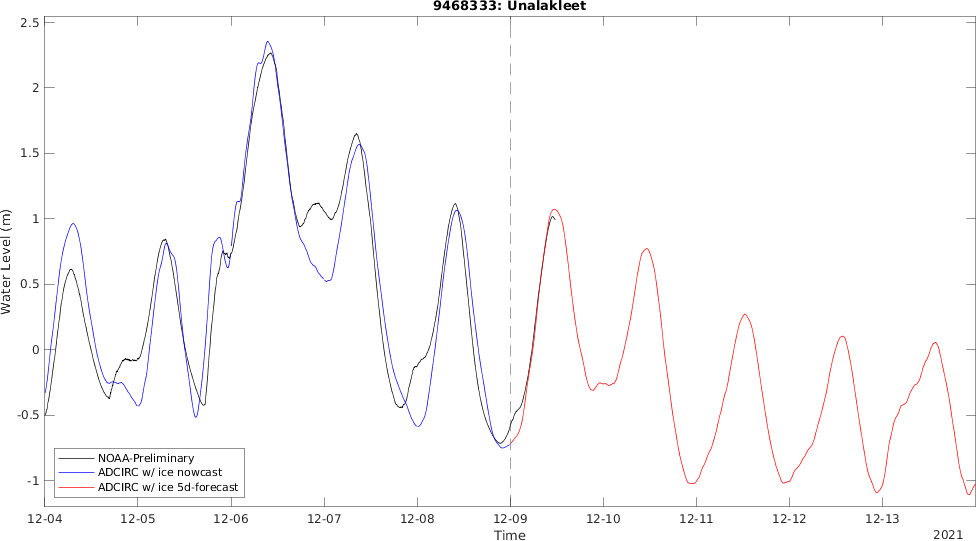 9468333: Unalakleet
2.5
2
1.5
1
0.5
0
-0.5
-1
Water Level (m)
NOAA-Preliminary
ADCIRC w/ ice nowcast
ADCIRC w/ ice 5d-forecast
12-04 12-05 12-06 12-07 12-08 12-09 12-10 12-11 12-12 12-13
Time
2021